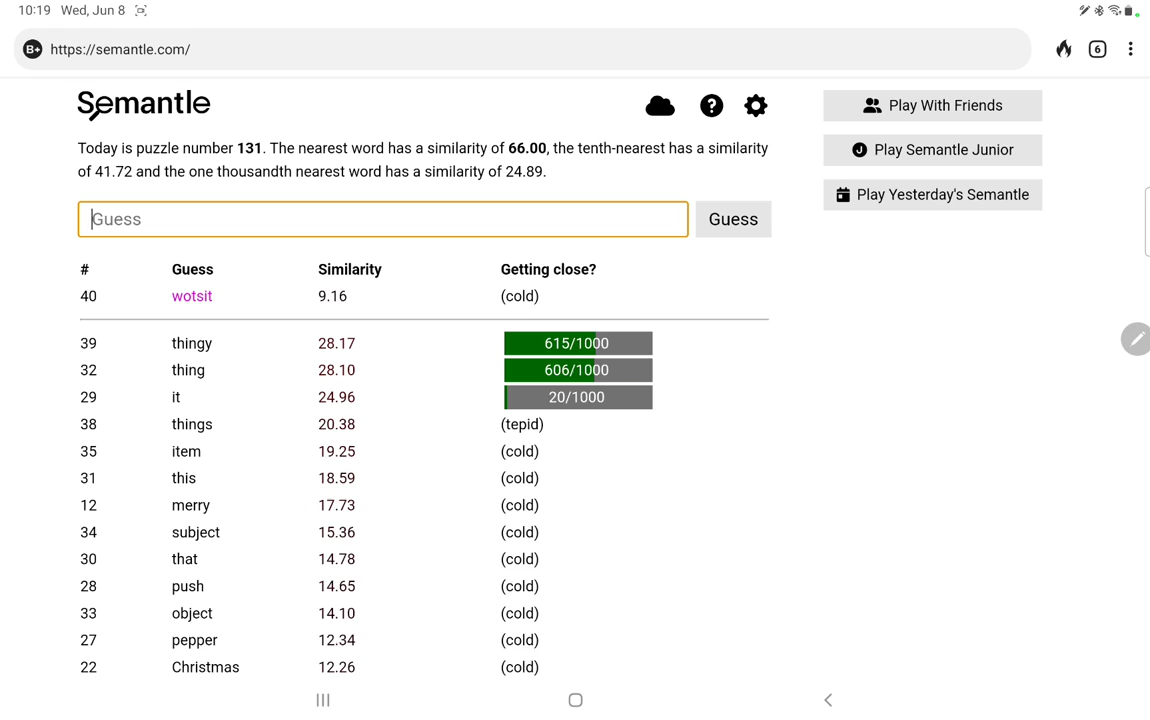 10:19 Wed, Jun 8
B+ https://semantle.com/ 6
Semantle
Play With Friends
Today is puzzle number 131. The nearest word has a similarity of 66.00, the tenth-nearest has a similarity
of 41.72 and the one thousandth nearest word has a similarity of 24.89.
J Play Semantle Junior
Play Yesterday's Semantle
Guess Guess
# Guess Similarity Getting close?
40 wotsit 9.16 (cold)
39 thingy 28.17 615/1000
32 thing 28.10 606/1000
29 it 24.96 20/1000
38 things 20.38 (tepid)
35 item 19.25 (cold)
31 this 18.59 (cold)
12 merry 17.73 (cold)
34 subject 15.36 (cold)
30 that 14.78 (cold)
28 push 14.65 (cold)
33 object 14.10 (cold)
27 pepper 12.34 (cold)
22 Christmas 12.26 (cold)